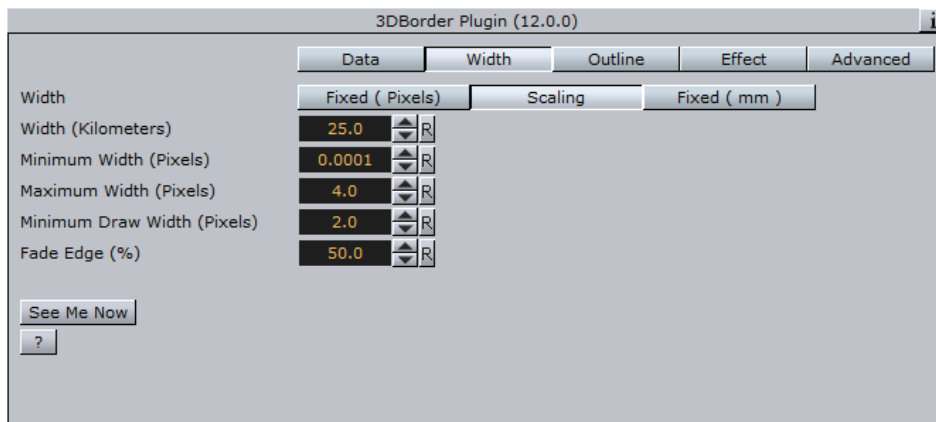 3DBorder Plugin (12.0.0) i
Data Width Outline Effect Advanced
Width Fixed ( Pixels) Scaling Fixed ( mm )
Width (Kilometers) 25.0 R
Minimum Width (Pixels) 0.0001 R
Maximum Width (Pixels) 4.0 R
Minimum Draw Width (Pixels) 2.0 R
Fade Edge (%) 50.0 R
See Me Now
?